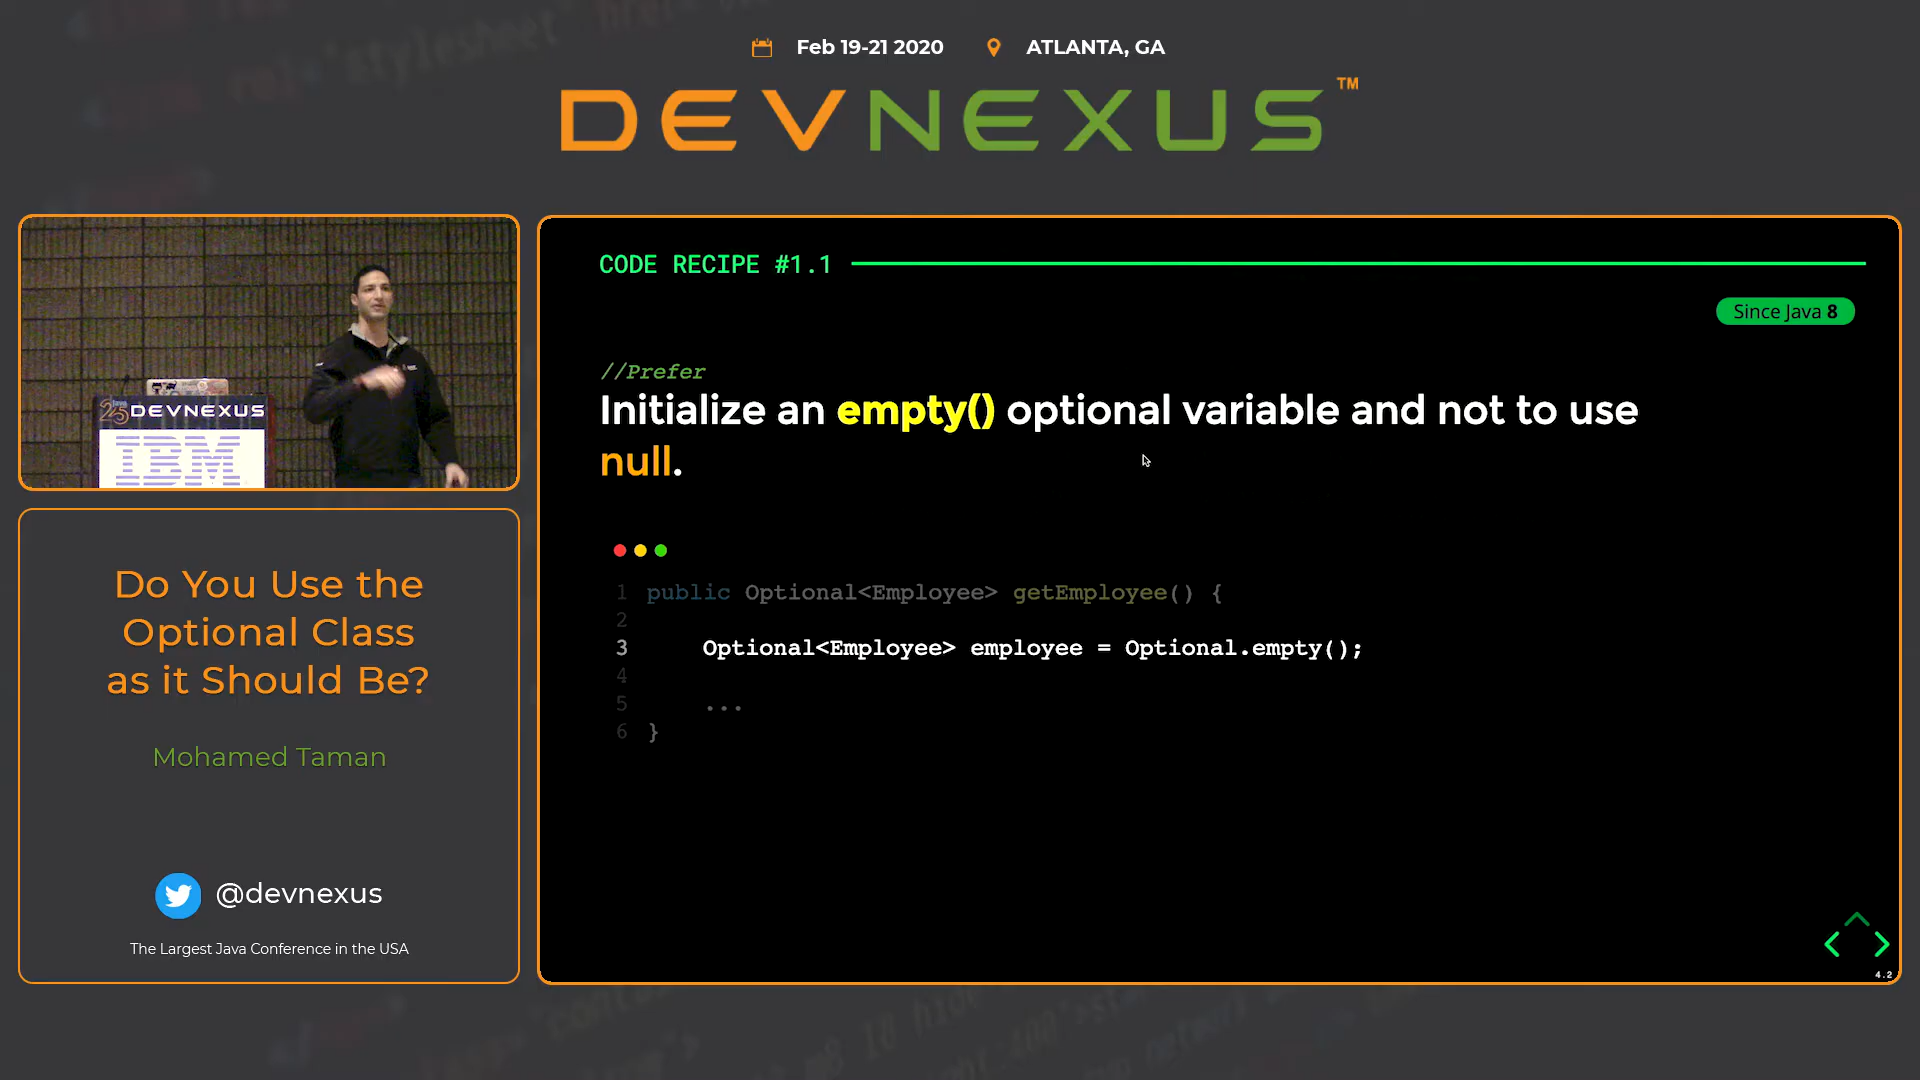 Feb 19-21 2020 ATLANTA, GA
DEVNEXUS™
25 DEVNEXUS
IBM
Do You Use the
Optional Class
as it Should Be?
Mohamed Taman
@devnexus
The Largest Java Conference in the USA
CODE RECIPE #1.1
Since Java 8
//Prefer
Initialize an empty() optional variable and not to use
null.
1 public Optional<Employee> getEmployee() {
2
3 Optional<Employee> employee = Optional.empty();
4
5 ...
6 }
4.2